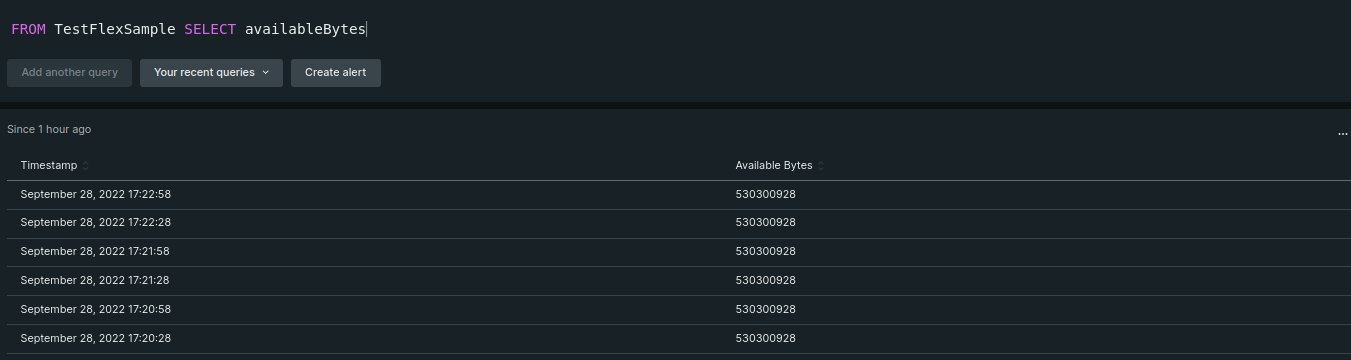 FROM TestFlexSample SELECT availableBytes
Add another query Your recent queries Create alert
Since 1 hour ago ...
Timestamp Available Bytes
September 28, 2022 17:22:58 530300928
September 28, 2022 17:22:28 530300928
September 28, 2022 17:21:58 530300928
September 28, 2022 17:21:28 530300928
September 28, 2022 17:20:58 530300928
September 28, 2022 17:20:28 530300928